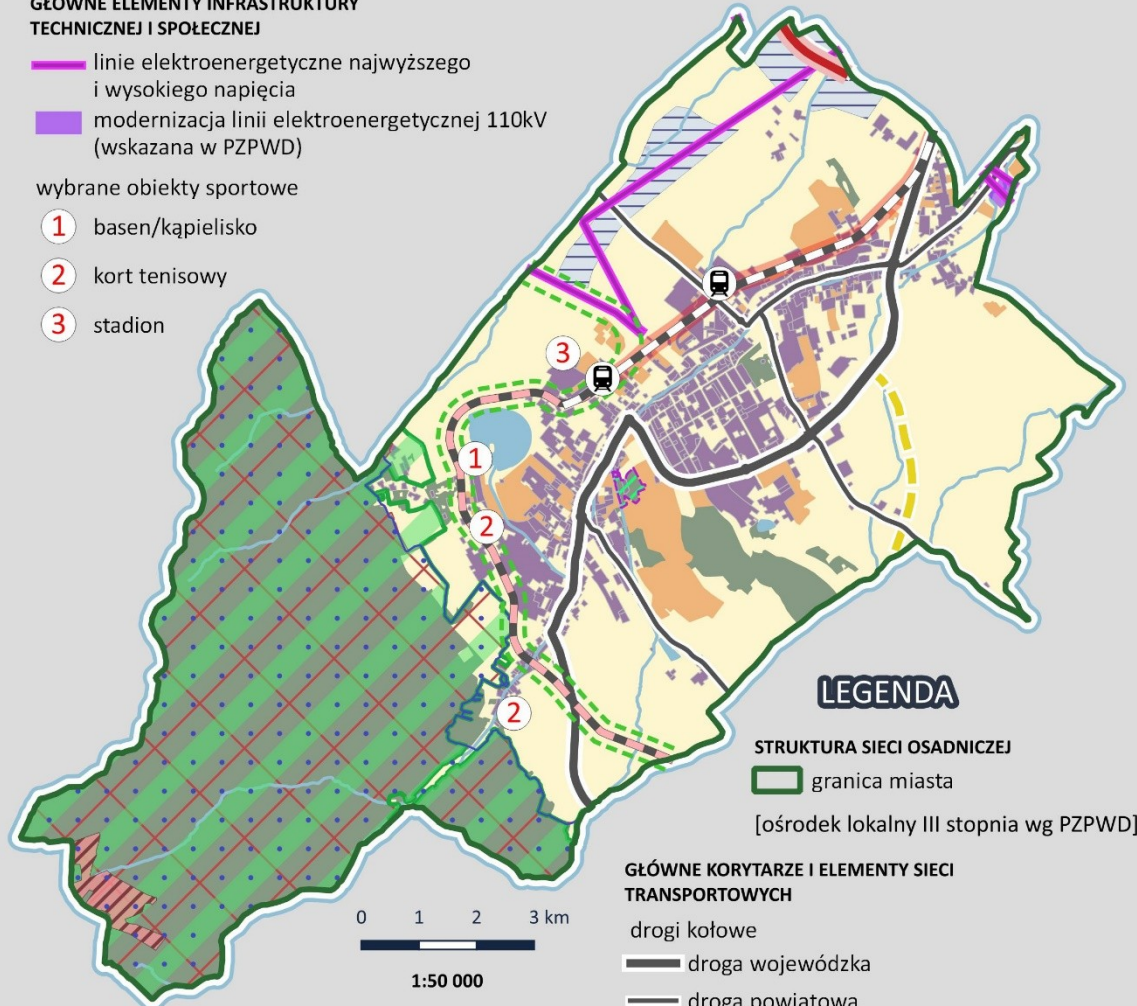 GŁÓWNE ELEMENTY INFRASTRUKTURY
TECHNICZNEJ I SPOŁECZNEJ
linie elektroenergetyczne najwyższego
i wysokiego napięcia
modernizacja linii elektroenergetycznej 110kV
(wskazana w PZPWD)
wybrane obiekty sportowe
1 basen/kąpielisko
2 kort tenisowy
3 stadion
3
1
2
2
LEGENDA
STRUKTURA SIECI OSADNICZEJ
granica miasta
[ośrodek lokalny III stopnia wg PZPWD]
GŁÓWNE KORYTARZE I ELEMENTY SIECI
TRANSPORTOWYCH
drogi kołowe
droga wojewódzka
droga powiatowa
0 1 2 3 km
1:50 000